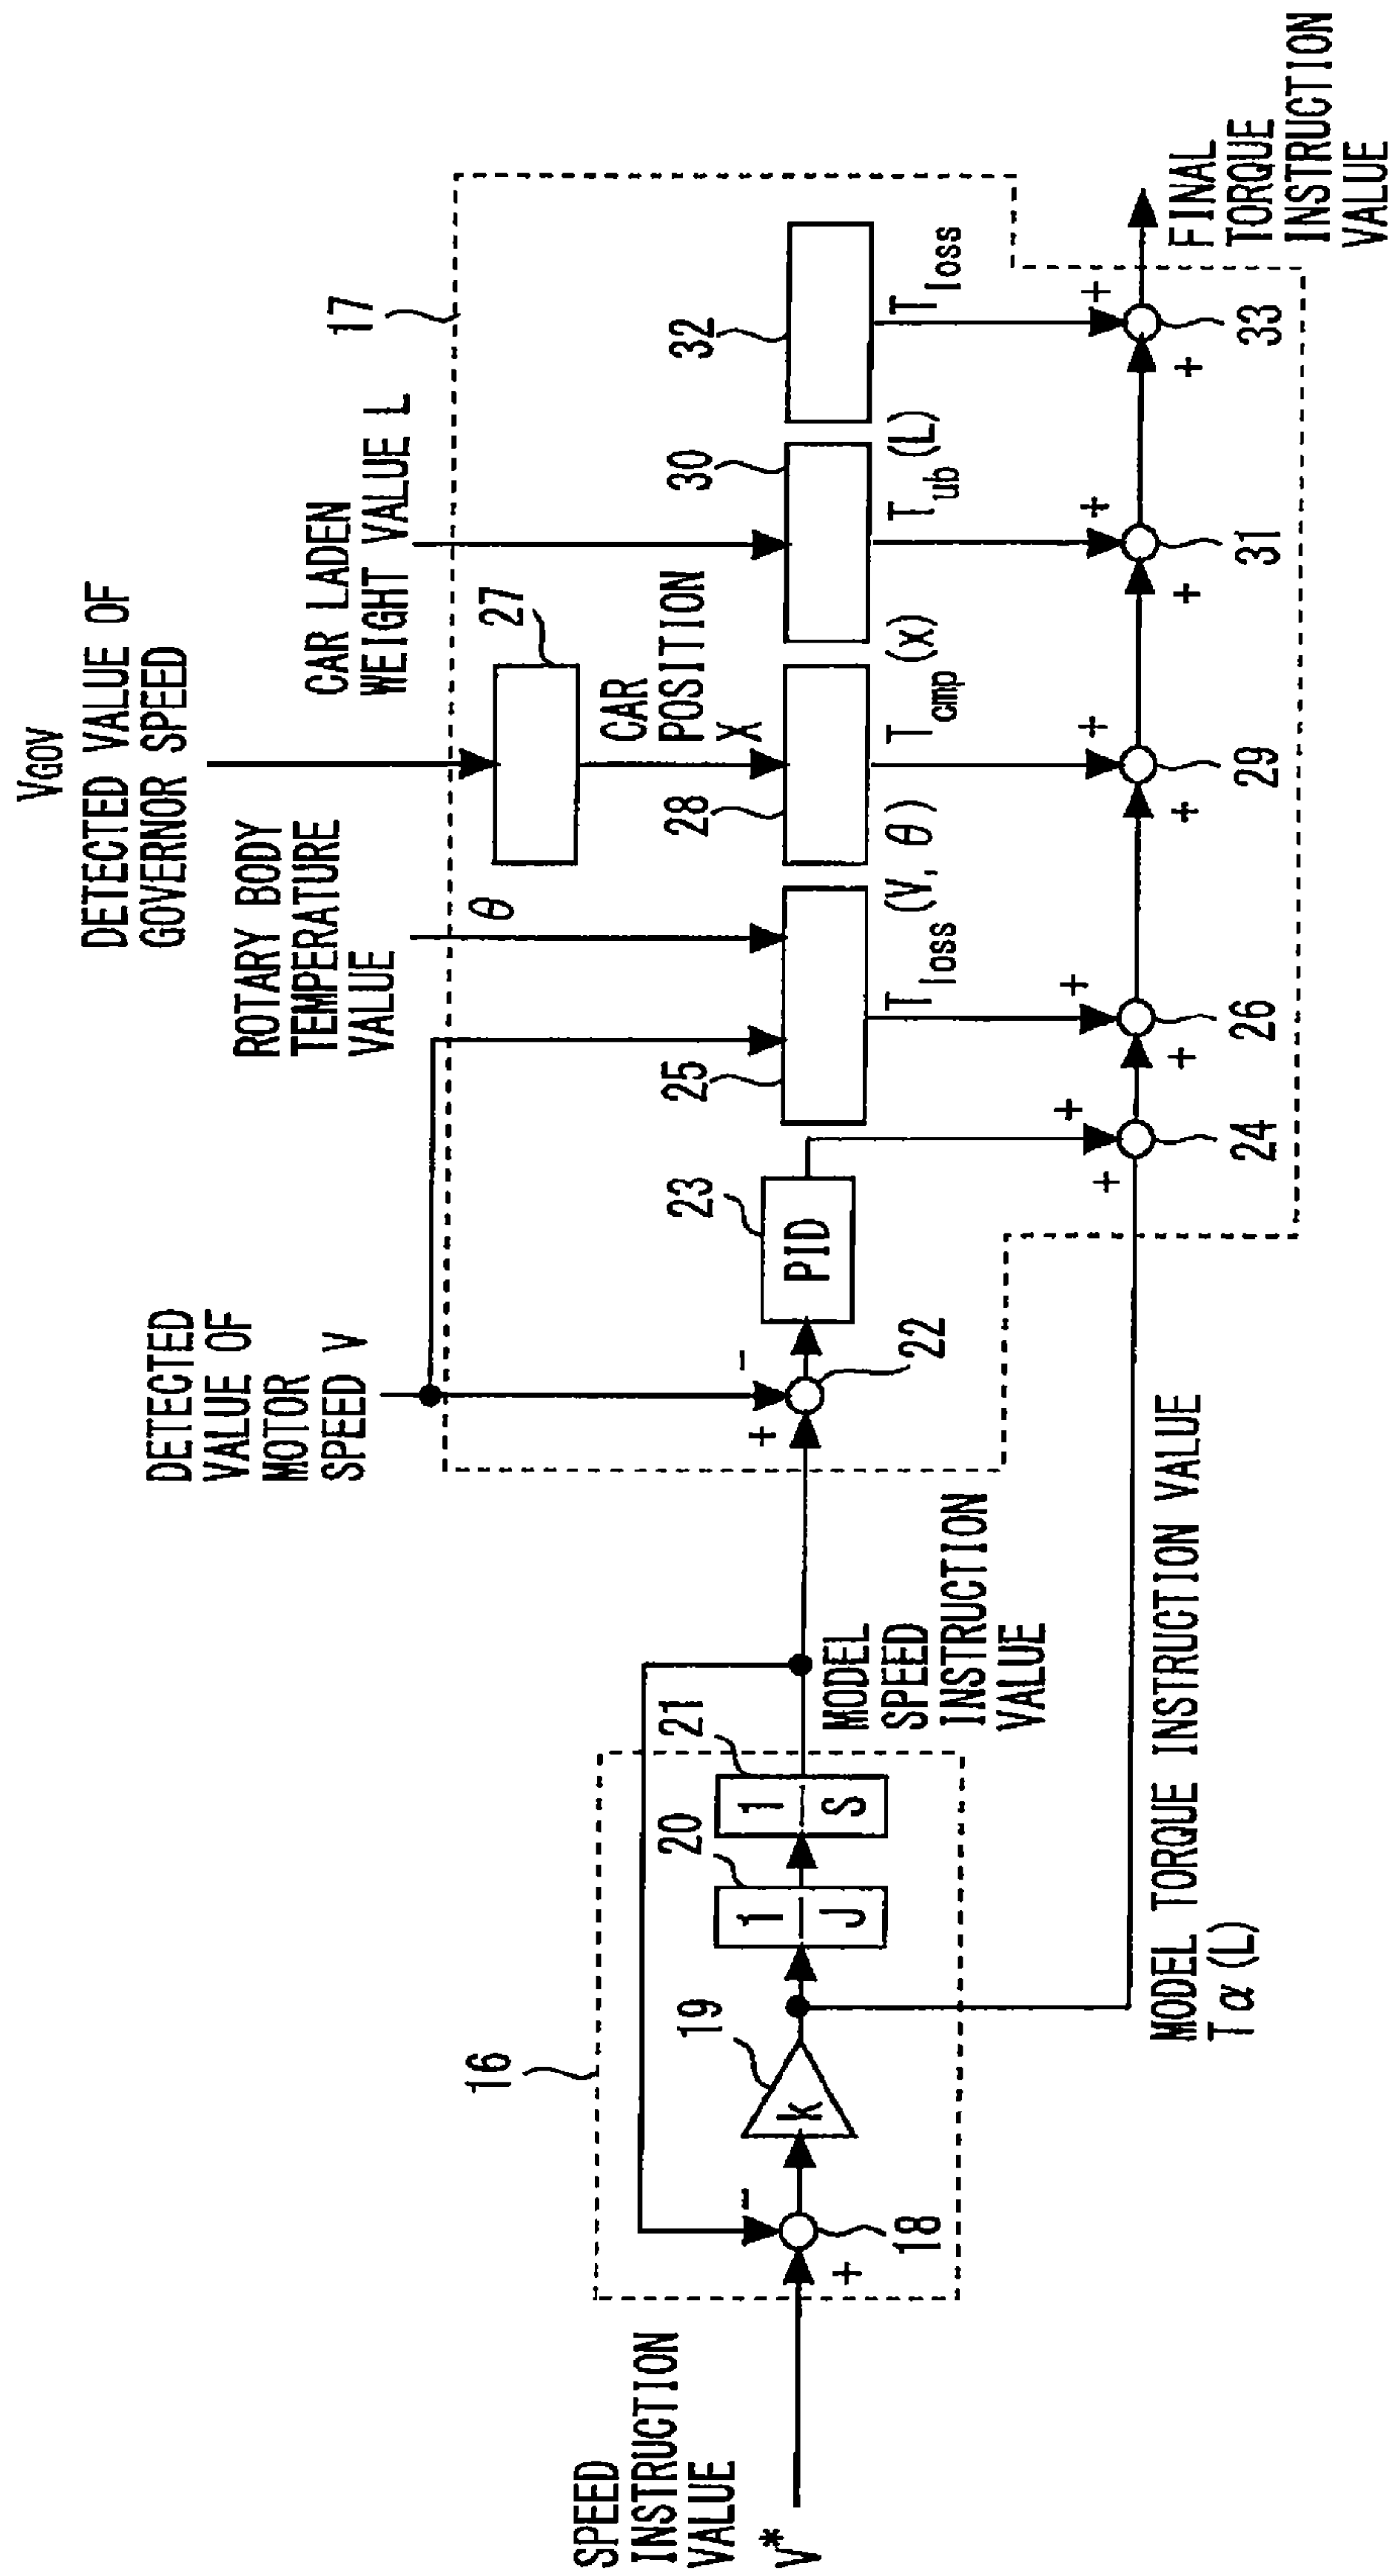 VGOV
DETECTED VALUE OF
GOVERNOR SPEED
CAR LADEN
WEIGHT VALUE L
ROTARY BODY
TEMPERATURE
VALUE
θ
DETECTED
VALUE OF
MOTOR
SPEED V
17
27
CAR
POSITION
X
32
30
28
25
23
PID
22
-
+
Tloss
Tub (L)
Tcmp (x)
Tloss (V, θ)
+
+
+
+
+
+
+
+
+
+
33
31
29
26
24
FINAL
TORQUE
INSTRUCTION
VALUE
SPEED
INSTRUCTION
VALUE
V*
16
18
-
+
19
k
20
1
J
21
1
S
MODEL
SPEED
INSTRUCTION
VALUE
MODEL TORQUE INSTRUCTION VALUE
Tα (L)